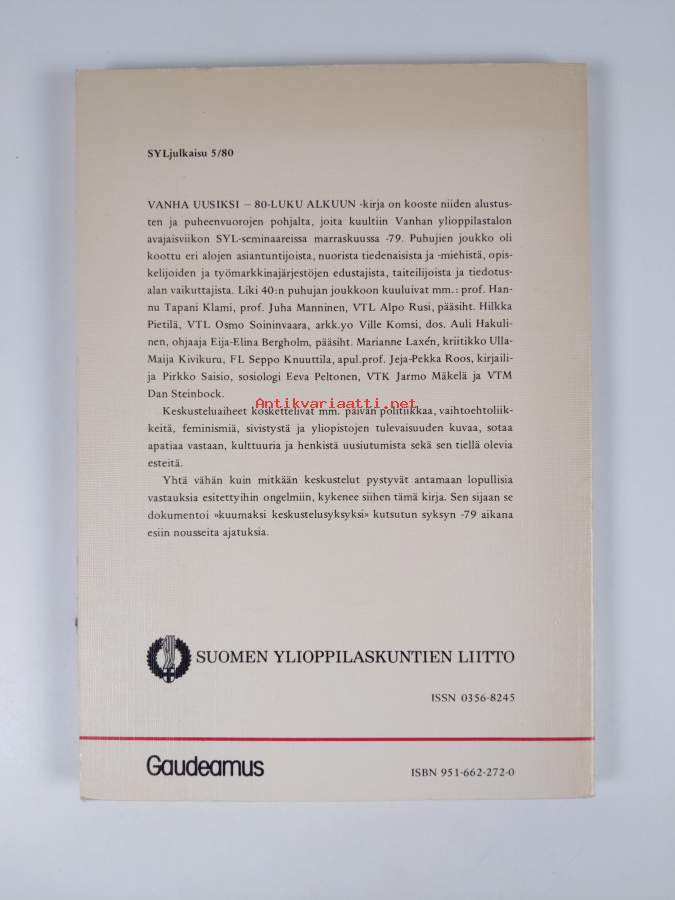 SYLjulkaisu 5/80
VANHA UUSIKSI – 80-LUKU ALKUUN -kirja on kooste niiden alustus-
ten ja puheenvuorojen pohjalta, joita kuultiin Vanhan ylioppilastalon
avajaisviikon SYL-seminaareissa marraskuussa -79. Puhujien joukko oli
koottu eri alojen asiantuntijoista, nuorista tiedenaisista ja -miehistä, opis-
kelijoiden ja työmarkkinajärjestöjen edustajista, taiteilijoista ja tiedotus-
alan vaikuttajista. Liki 40:n puhujan joukkoon kuuluivat mm.: prof. Han-
nu Tapani Klami, prof. Juha Manninen, VTL Alpo Rusi, pääsiht. Hilkka
Pietilä, VTL Osmo Soininvaara, arkk.yo Ville Komsi, dos. Auli Hakuli-
nen, ohjaaja Eija-Elina Bergholm, pääsiht. Marianne Laxén, kriitikko Ulla-
Maija Kivikuru, FL Seppo Knuuttila, apul.prof. Jeja-Pekka Roos, kirjaili-
ja Pirkko Saisio, sosiologi Eeva Peltonen, VTK Jarmo Mäkelä ja VTM
Dan Steinbock.
Antikvariaatti.net
Keskusteluaiheet koskettelivat mm. päivän politiikkaa, vaihtoehtoliik-
keitä, feminismiä, sivistystä ja yliopistojen tulevaisuuden kuvaa, sotaa
apatiaa vastaan, kulttuuria ja henkistä uusiutumista sekä sen tiellä olevia
esteitä.
Yhtä vähän kuin mitkään keskustelut pystyvät antamaan lopullisia
vastauksia esitettyihin ongelmiin, kykenee siihen tämä kirja. Sen sijaan se
dokumentoi »kuumaksi keskustelusyksyksi» kutsutun syksyn -79 aikana
esiin nousseita ajatuksia.
SUOMEN YLIOPPILASKUNTIEN LIITTO
ISSN 0356-8245
Gaudeamus
ISBN 951-662-272-0